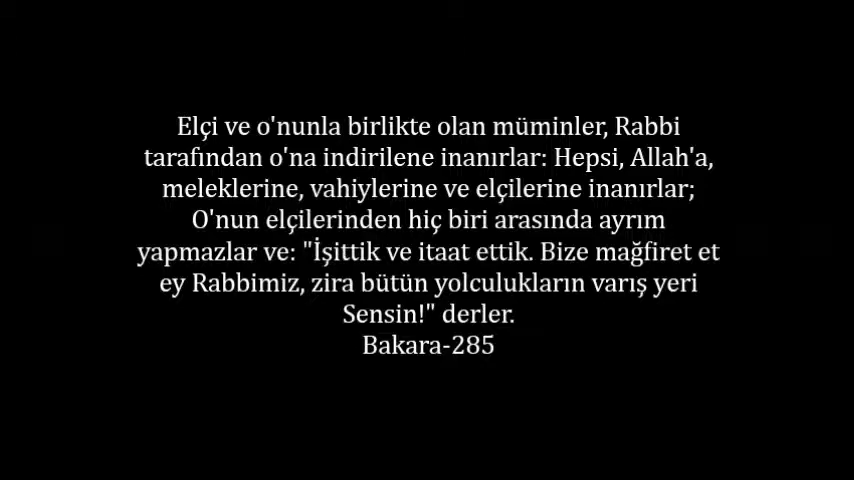 Elçi ve o'nunla birlikte olan müminler, Rabbi
tarafından o'na indirilene inanırlar: Hepsi, Allah'a,
meleklerine, vahiylerine ve elçilerine inanırlar;
O'nun elçilerinden hiç biri arasında ayrım
yapmazlar ve: "İşittik ve itaat ettik. Bize mağfiret et
ey Rabbimiz, zira bütün yolculukların varış yeri
Sensin!" derler.
Bakara-285